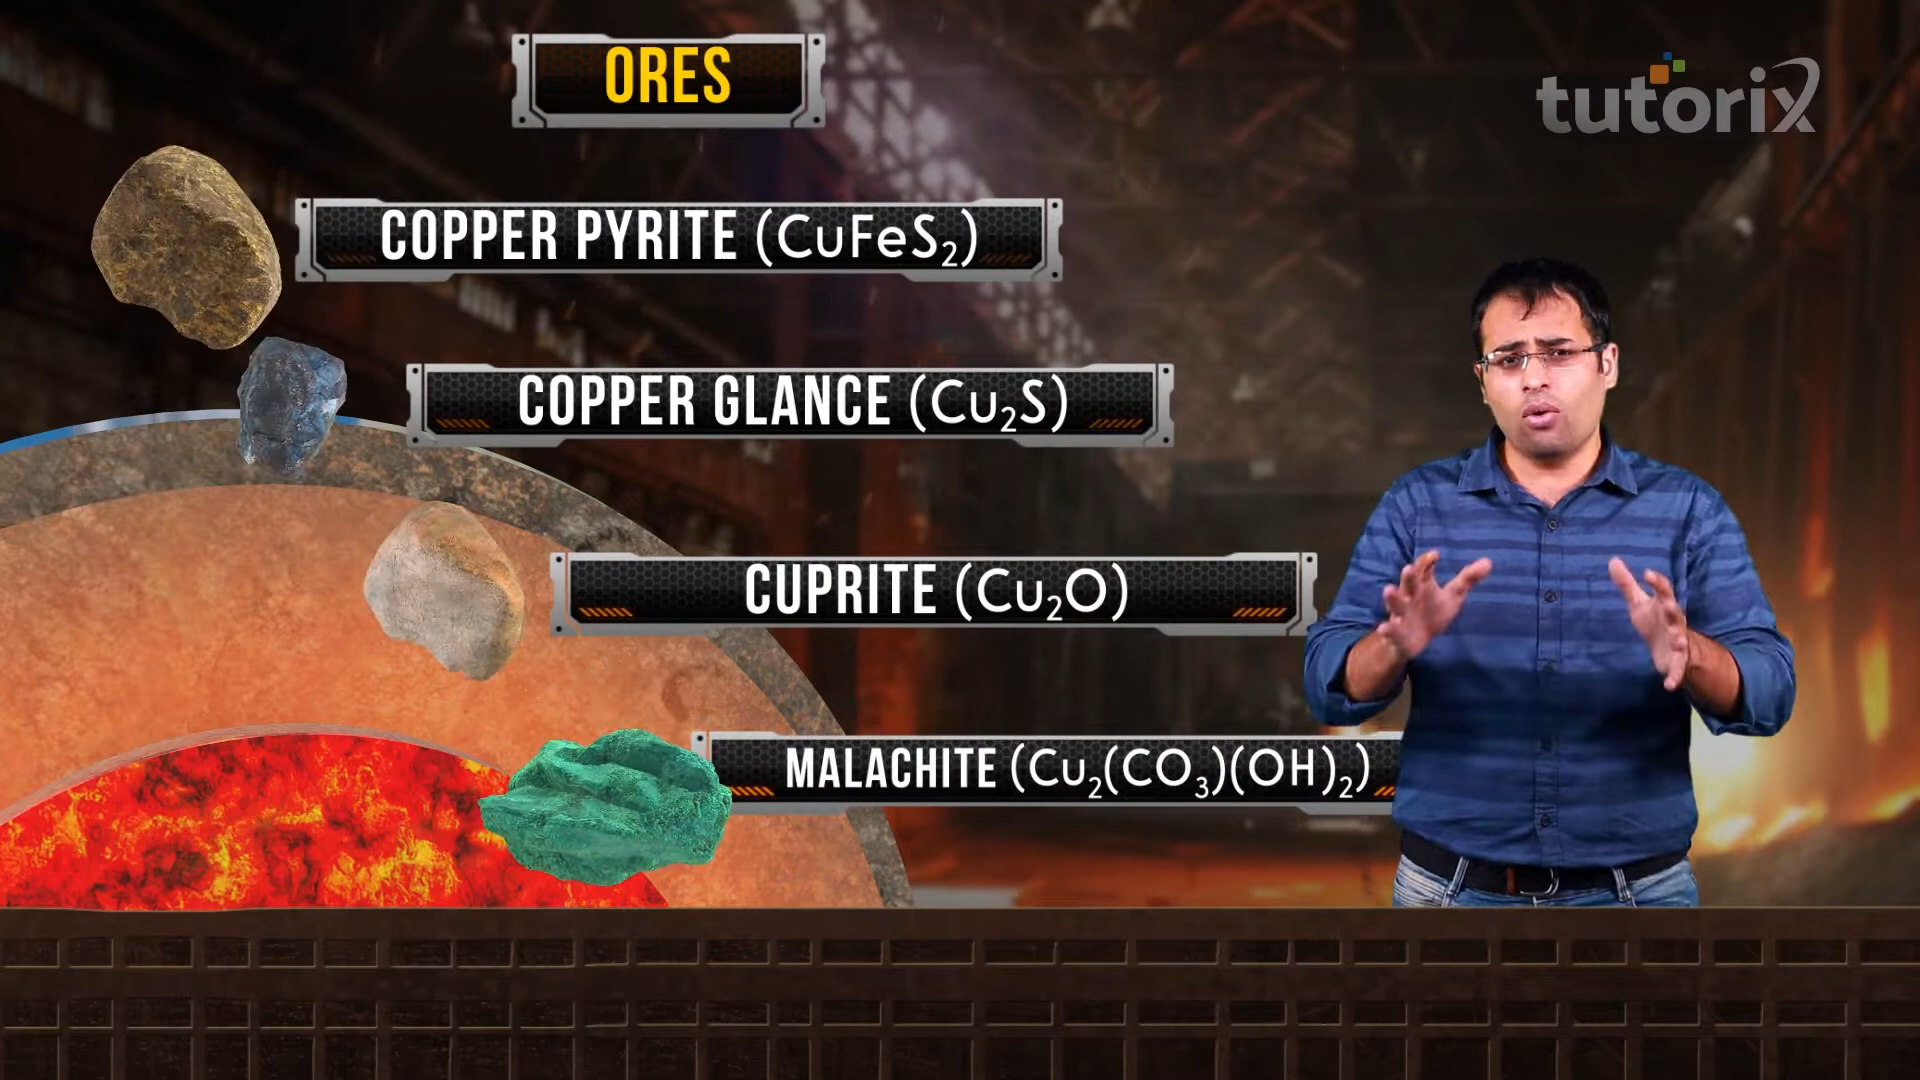 ORES
tutorix
COPPER PYRITE (CuFeS₂)
COPPER GLANCE (Cu₂S)
CUPRITE (Cu₂O)
MALACHITE (Cu₂(CO₃)(OH)₂)